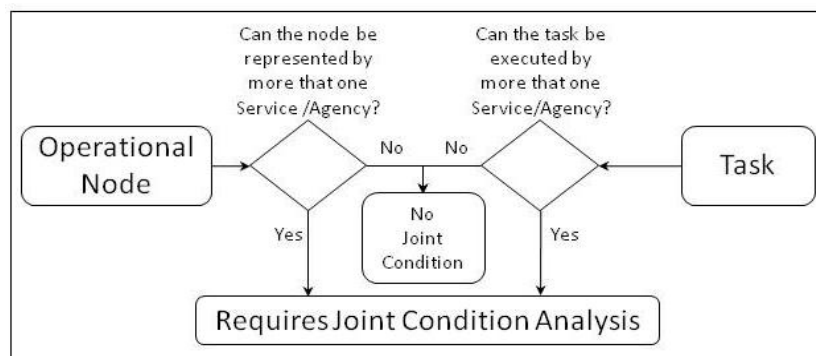 Can the node be
represented by
more that one
Service /Agency?
Can the task be
executed by
more that one
Service/Agency?
Operational
Node
No
No
Task
No
Joint
Condition
Yes
Yes
Requires Joint Condition Analysis